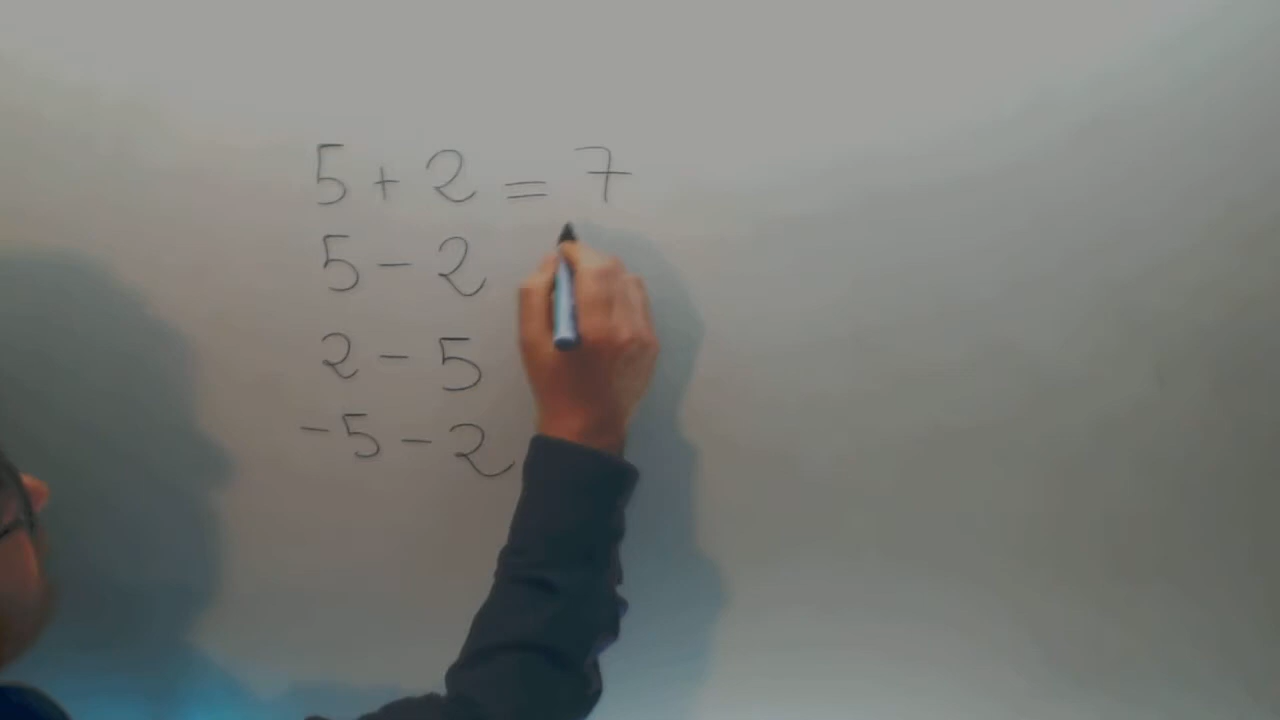 5 + 2 = 7
5 - 2
2 - 5
-5 - 2